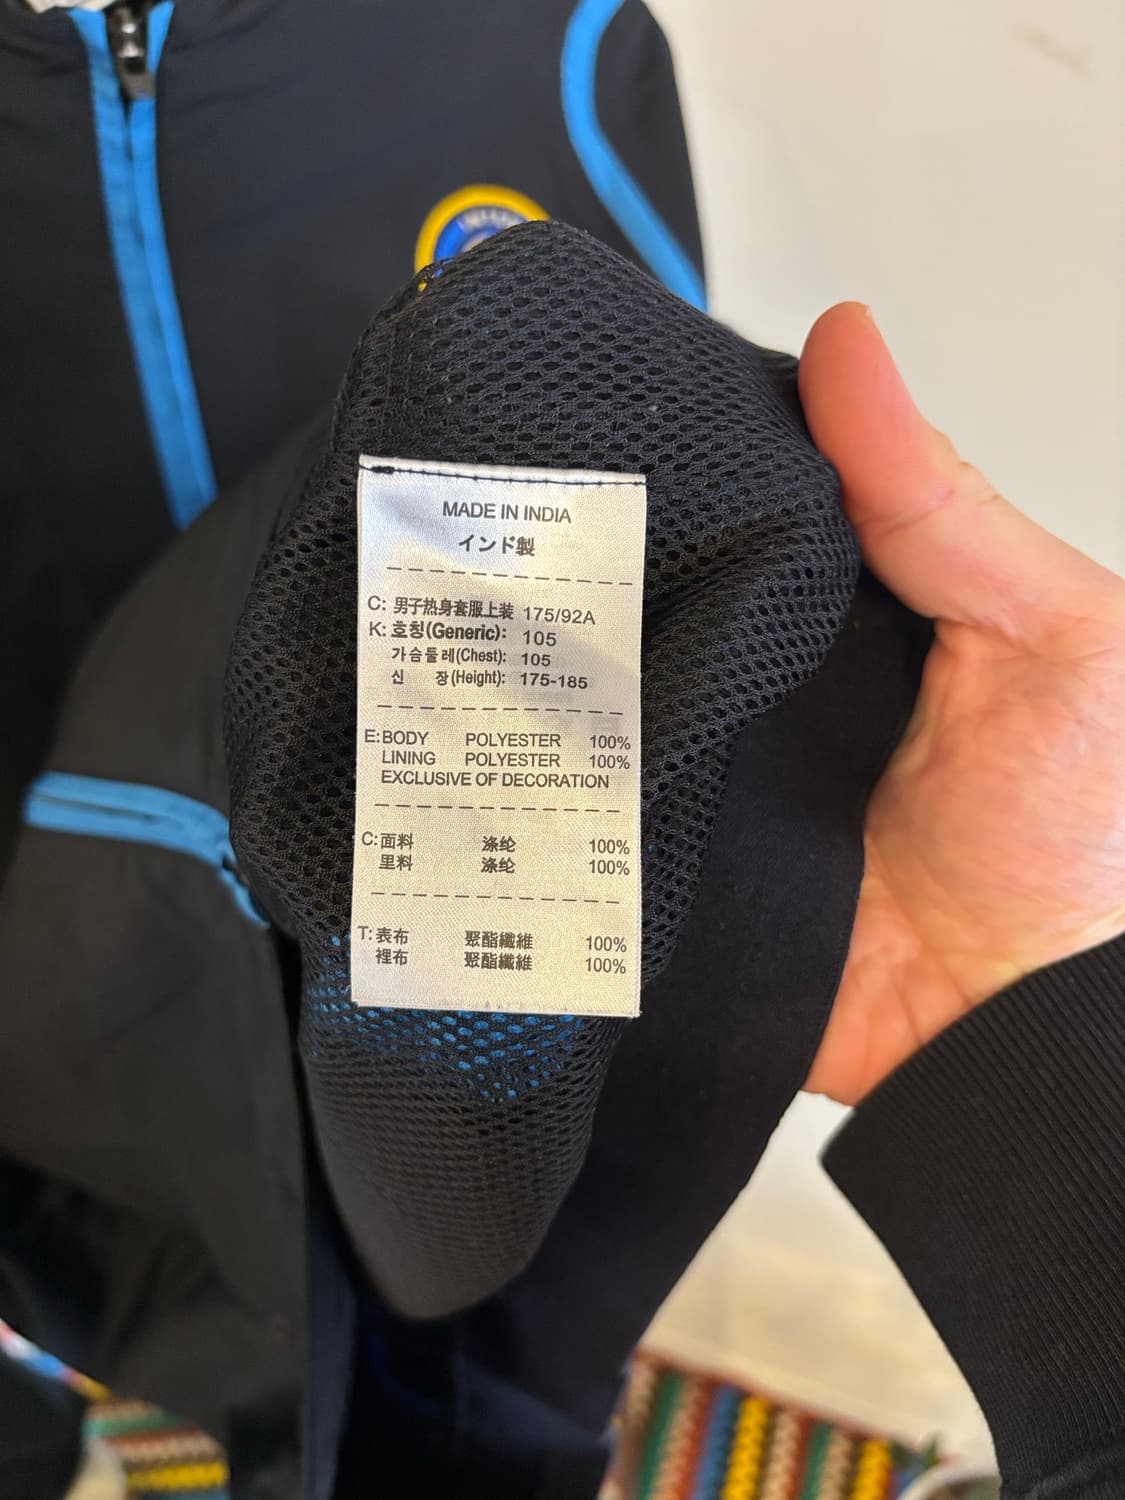 MADE IN INDIA
インド製
C: 男子热身套服上装 175/92A
K: 호칭(Generic): 105
가슴둘레(Chest): 105
신 장(Height): 175-185
E:BODY POLYESTER 100%
LINING POLYESTER 100%
EXCLUSIVE OF DECORATION
C:面料 涤纶 100%
里料 涤纶 100%
T:表布 聚酯纖維 100%
裡布 聚酯纖維 100%